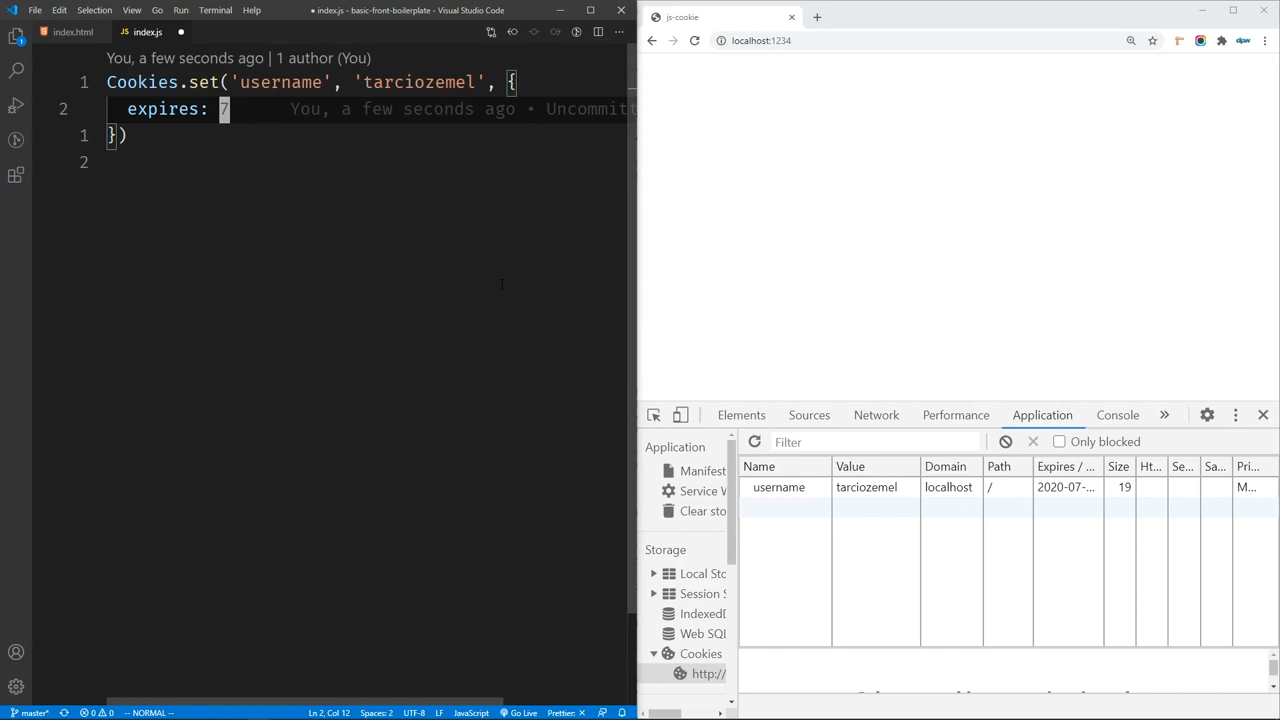 File Edit Selection View Go Run Terminal Help
● index.js - basic-front-boilerplate - Visual Studio Code
index.html
JS index.js ●
You, a few seconds ago | 1 author (You)
1 Cookies.set('username', 'tarciozemel', {
2 expires: 7 You, a few seconds ago • Uncommitt
1 })
2
master* 0 0 -- NORMAL --
Ln 2, Col 12 Spaces: 2 UTF-8 LF JavaScript Go Live Prettier: ×
js-cookie
localhost:1234
dpw
Elements Sources Network Performance Application Console
Application
Manifest
Service W
Clear sto
Storage
Local Sto
Session S
IndexedD
Web SQL
Cookies
http://
Filter
Only blocked
Name Value Domain Path Expires / ... Size Ht... Se... Sa... Pri...
username tarciozemel localhost / 2020-07-... 19 M...